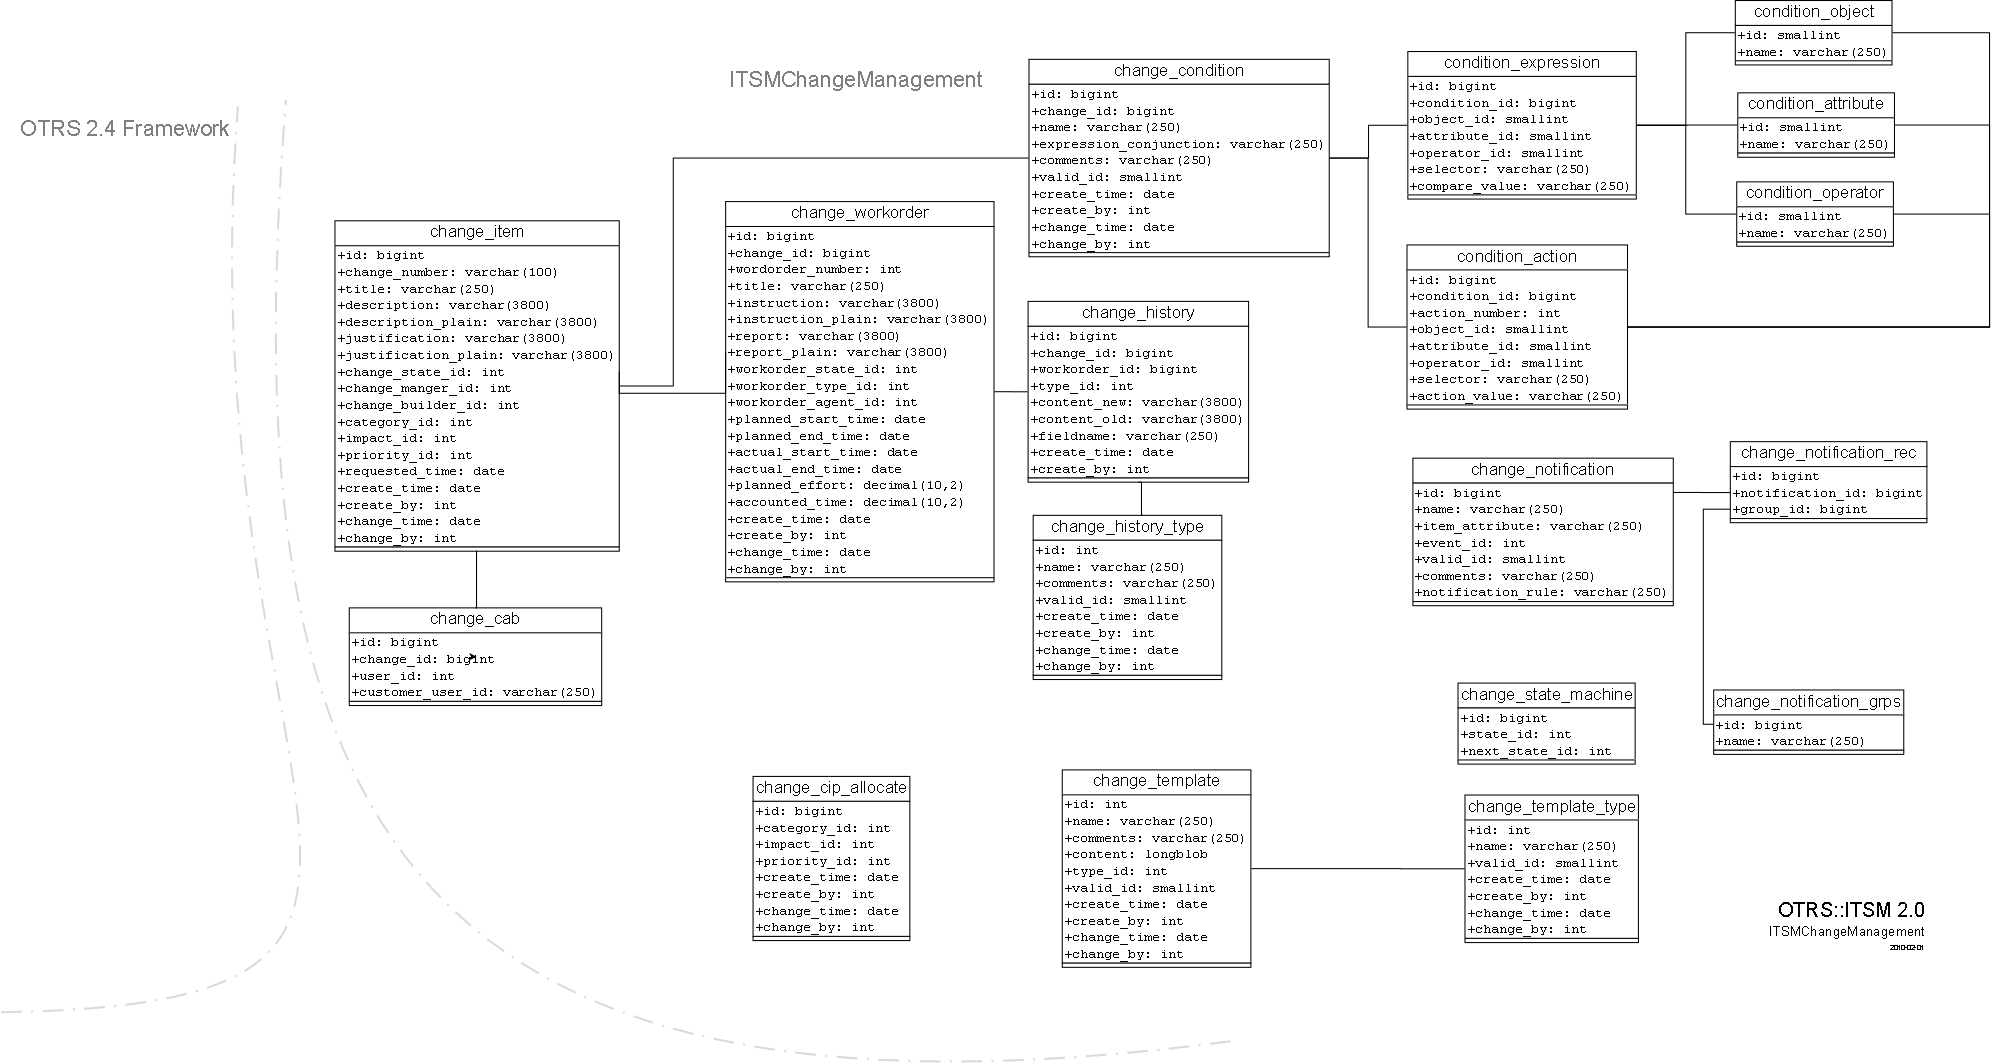 OTRS 2.4 Framework
ITSMChangeManagement
change_item
+id: bigint
+change_number: varchar(100)
+title: varchar(250)
+description: varchar(3800)
+description_plain: varchar(3800)
+justification: varchar(3800)
+justification_plain: varchar(3800)
+change_state_id: int
+change_manger_id: int
+change_builder_id: int
+category_id: int
+impact_id: int
+priority_id: int
+requested_time: date
+create_time: date
+create_by: int
+change_time: date
+change_by: int
change_cab
+id: bigint
+change_id: bigint
+user_id: int
+customer_user_id: varchar(250)
change_workorder
+id: bigint
+change_id: bigint
+wordorder_number: int
+title: varchar(250)
+instruction: varchar(3800)
+instruction_plain: varchar(3800)
+report: varchar(3800)
+report_plain: varchar(3800)
+workorder_state_id: int
+workorder_type_id: int
+workorder_agent_id: int
+planned_start_time: date
+planned_end_time: date
+actual_start_time: date
+actual_end_time: date
+planned_effort: decimal(10,2)
+accounted_time: decimal(10,2)
+create_time: date
+create_by: int
+change_time: date
+change_by: int
change_condition
+id: bigint
+change_id: bigint
+name: varchar(250)
+expression_conjunction: varchar(250)
+comments: varchar(250)
+valid_id: smallint
+create_time: date
+create_by: int
+change_time: date
+change_by: int
change_history
+id: bigint
+change_id: bigint
+workorder_id: bigint
+type_id: int
+content_new: varchar(3800)
+content_old: varchar(3800)
+fieldname: varchar(250)
+create_time: date
+create_by: int
change_history_type
+id: int
+name: varchar(250)
+comments: varchar(250)
+valid_id: smallint
+create_time: date
+create_by: int
+change_time: date
+change_by: int
condition_expression
+id: bigint
+condition_id: bigint
+object_id: smallint
+attribute_id: smallint
+operator_id: smallint
+selector: varchar(250)
+compare_value: varchar(250)
condition_action
+id: bigint
+condition_id: bigint
+action_number: int
+object_id: smallint
+attribute_id: smallint
+operator_id: smallint
+selector: varchar(250)
+action_value: varchar(250)
condition_object
+id: smallint
+name: varchar(250)
condition_attribute
+id: smallint
+name: varchar(250)
condition_operator
+id: smallint
+name: varchar(250)
change_notification
+id: bigint
+name: varchar(250)
+item_attribute: varchar(250)
+event_id: int
+valid_id: smallint
+comments: varchar(250)
+notification_rule: varchar(250)
change_notification_rec
+id: bigint
+notification_id: bigint
+group_id: bigint
change_state_machine
+id: bigint
+state_id: int
+next_state_id: int
change_notification_grps
+id: bigint
+name: varchar(250)
change_cip_allocate
+id: bigint
+category_id: int
+impact_id: int
+priority_id: int
+create_time: date
+create_by: int
+change_time: date
+change_by: int
change_template
+id: int
+name: varchar(250)
+comments: varchar(250)
+content: longblob
+type_id: int
+valid_id: smallint
+create_time: date
+create_by: int
+change_time: date
+change_by: int
change_template_type
+id: int
+name: varchar(250)
+valid_id: smallint
+create_time: date
+create_by: int
+change_time: date
+change_by: int
OTRS::ITSM 2.0
ITSMChangeManagement
2010-02-01